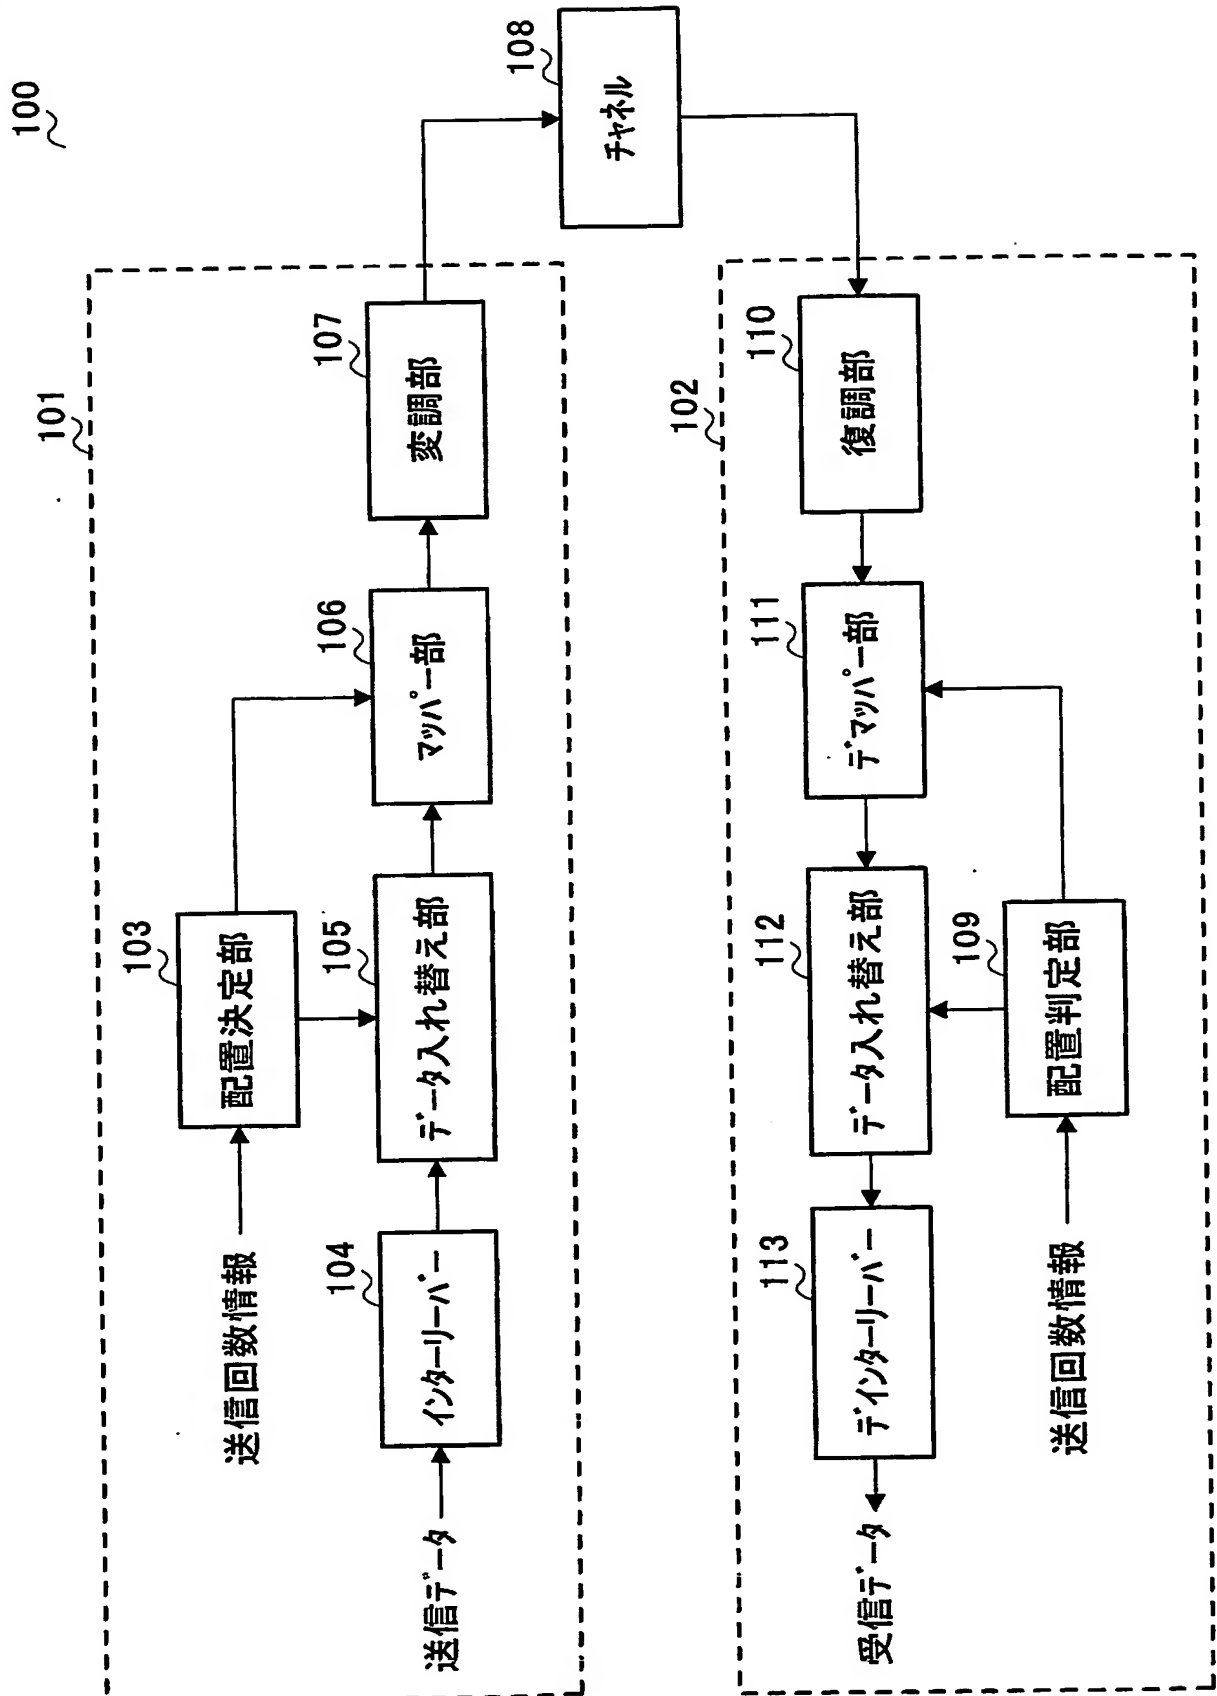 100
101
送信回数情報
103
配置決定部
送信データ
104
インターリーバー
105
データ入れ替え部
106
マッパー部
107
変調部
108
チャネル
102
110
復調部
111
デマッパー部
112
データ入れ替え部
113
デインターリーバー
受信データ
109
配置判定部
送信回数情報